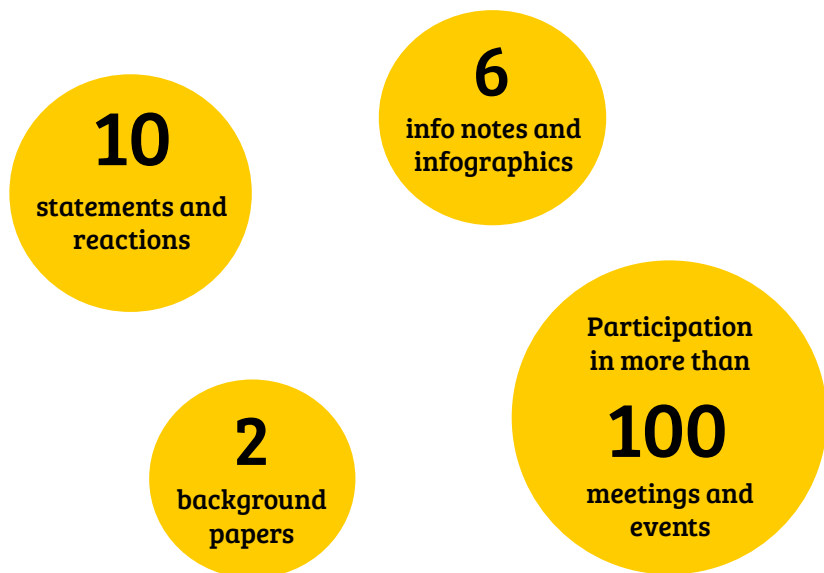 6
info notes and
infographics
10
statements and
reactions
Participation
in more than
100
meetings and
events
2
background
papers